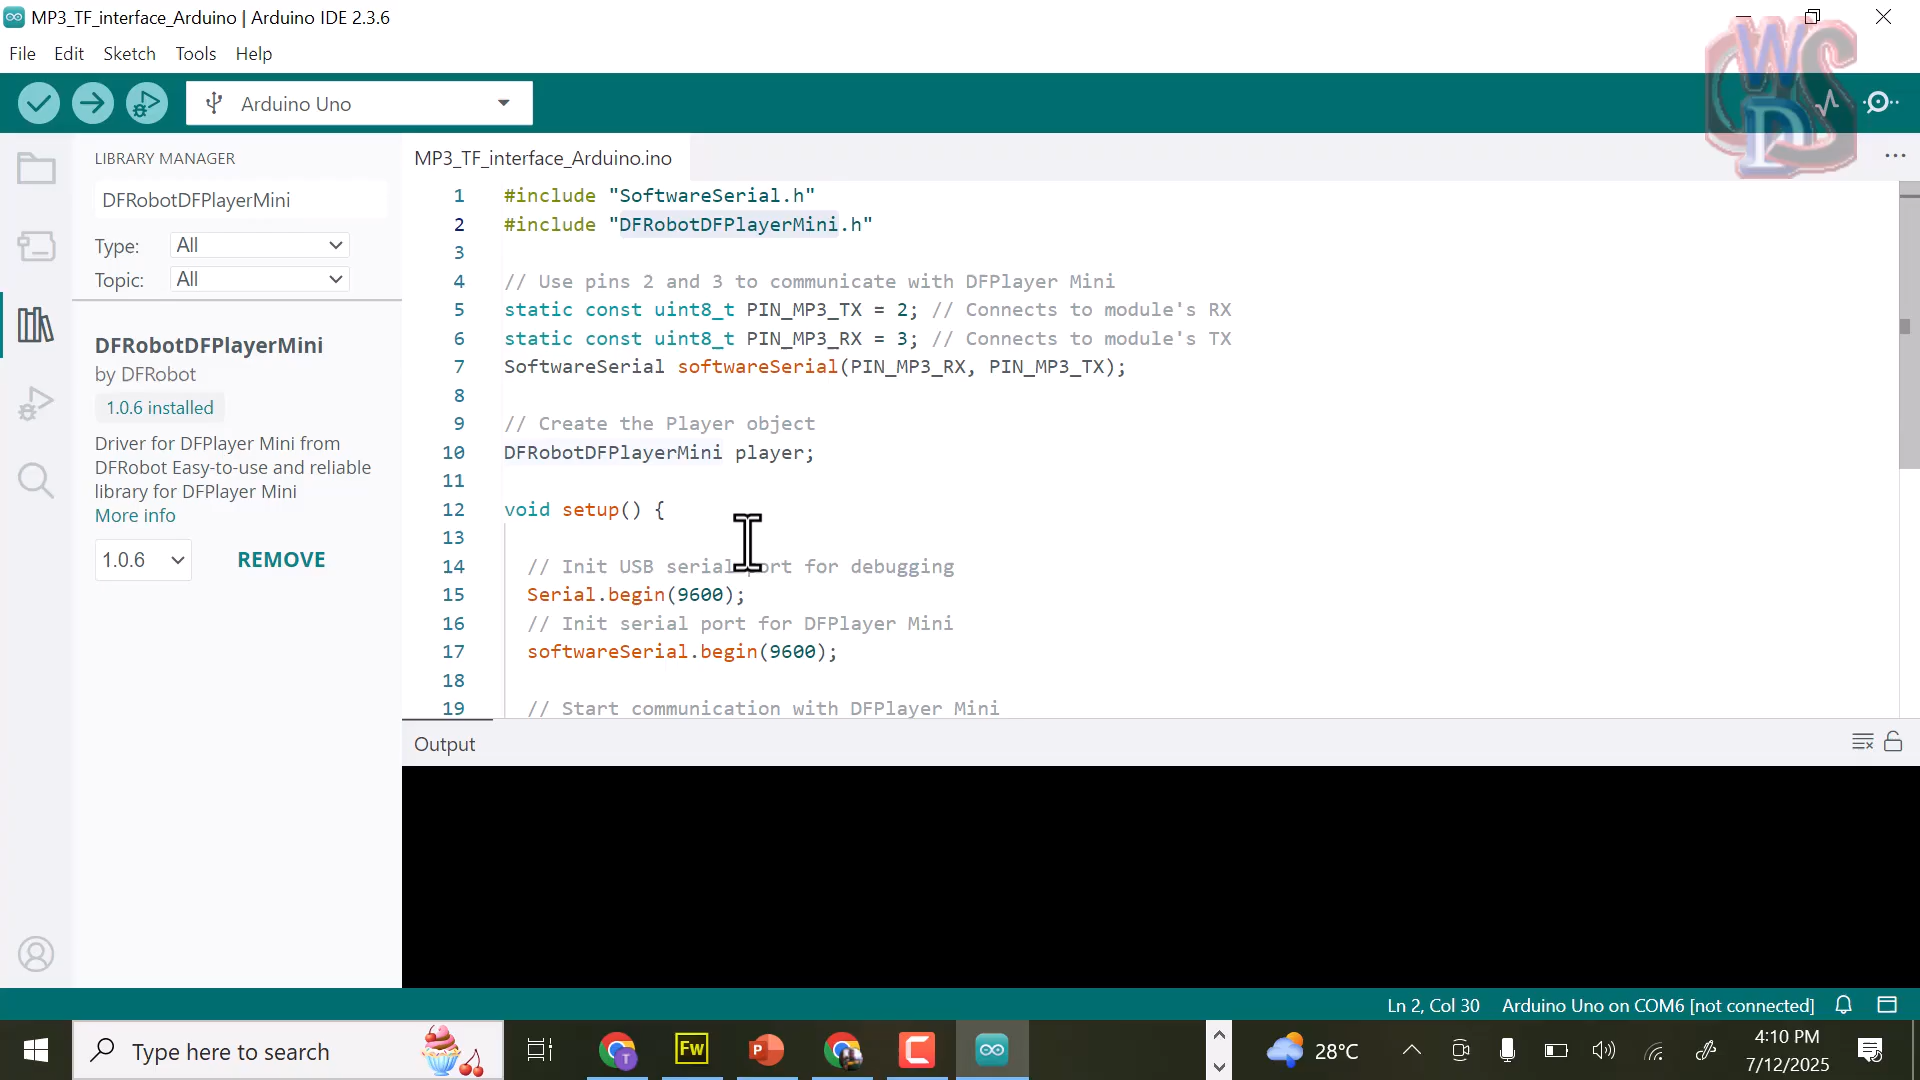 MP3_TF_interface_Arduino | Arduino IDE 2.3.6
File Edit Sketch Tools Help
Arduino Uno
WSD
LIBRARY MANAGER
DFRobotDFPlayerMini
Type: All
Topic: All
DFRobotDFPlayerMini
by DFRobot
1.0.6 installed
Driver for DFPlayer Mini from
DFRobot Easy-to-use and reliable
library for DFPlayer Mini
More info
1.0.6 REMOVE
MP3_TF_interface_Arduino.ino
1 #include "SoftwareSerial.h"
2 #include "DFRobotDFPlayerMini.h"
3
4 // Use pins 2 and 3 to communicate with DFPlayer Mini
5 static const uint8_t PIN_MP3_TX = 2; // Connects to module's RX
6 static const uint8_t PIN_MP3_RX = 3; // Connects to module's TX
7 SoftwareSerial softwareSerial(PIN_MP3_RX, PIN_MP3_TX);
8
9 // Create the Player object
10 DFRobotDFPlayerMini player;
11
12 void setup() {
13
14 // Init USB serial port for debugging
15 Serial.begin(9600);
16 // Init serial port for DFPlayer Mini
17 softwareSerial.begin(9600);
18
19 // Start communication with DFPlayer Mini
Output
Ln 2, Col 30 Arduino Uno on COM6 [not connected]
Type here to search
T
Fw
P
28°C
4:10 PM
7/12/2025